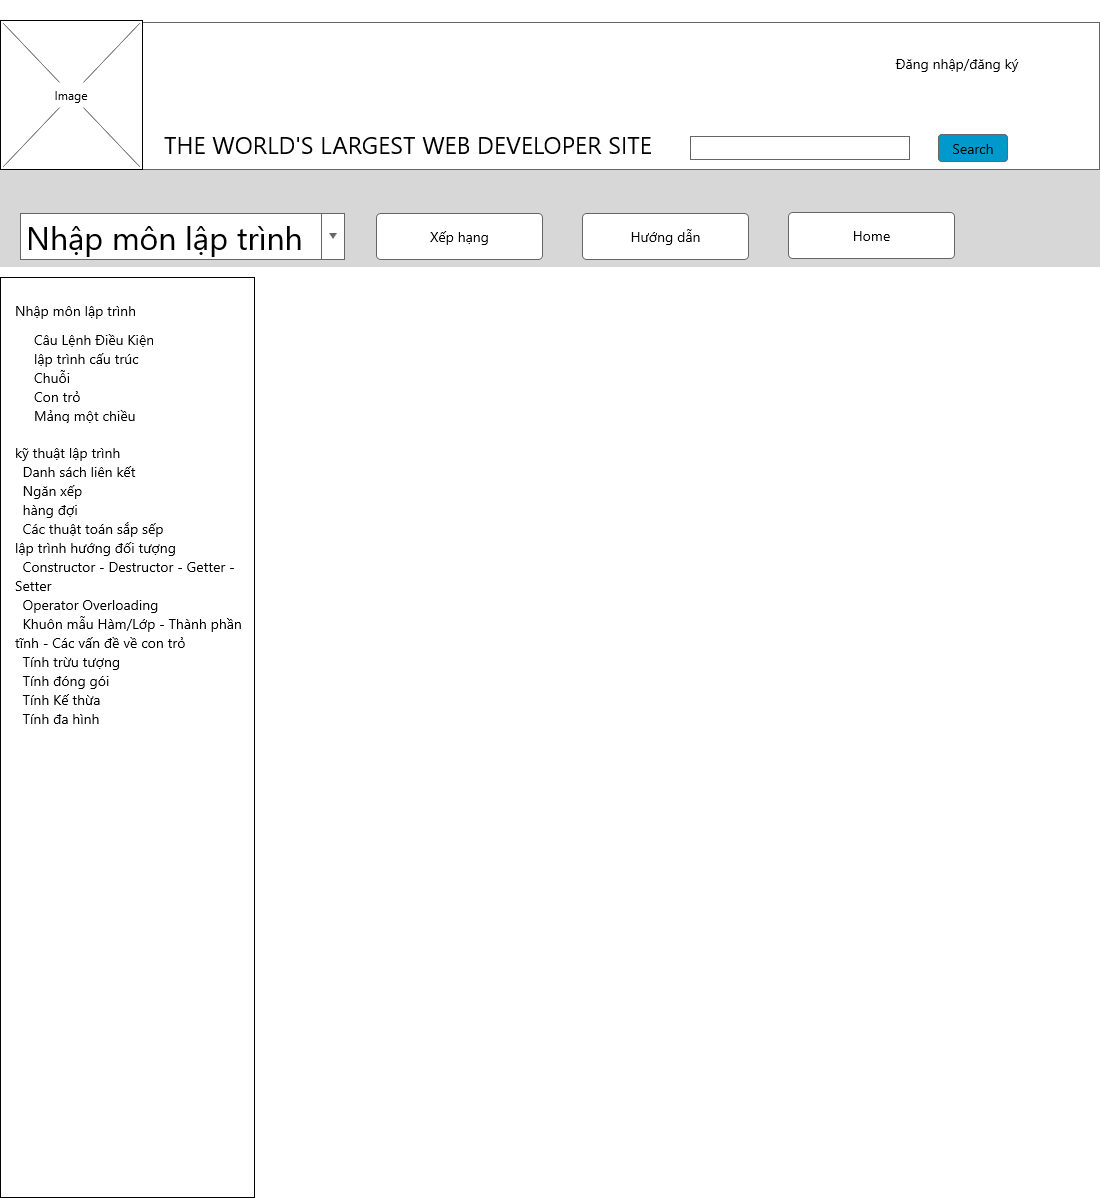 Đăng nhập/đăng ký
Image
THE WORLD'S LARGEST WEB DEVELOPER SITE
Search
Nhập môn lập trình
Xếp hạng
Hướng dẫn
Home
Nhập môn lập trình
Câu Lệnh Điều Kiện
lập trình cấu trúc
Chuỗi
Con trỏ
Mảng một chiều
kỹ thuật lập trình
Danh sách liên kết
Ngăn xếp
hàng đợi
Các thuật toán sắp sếp
lập trình hướng đối tượng
Constructor - Destructor - Getter -
Setter
Operator Overloading
Khuôn mẫu Hàm/Lớp - Thành phần
tĩnh - Các vấn đề về con trỏ
Tính trừu tượng
Tính đóng gói
Tính Kế thừa
Tính đa hình